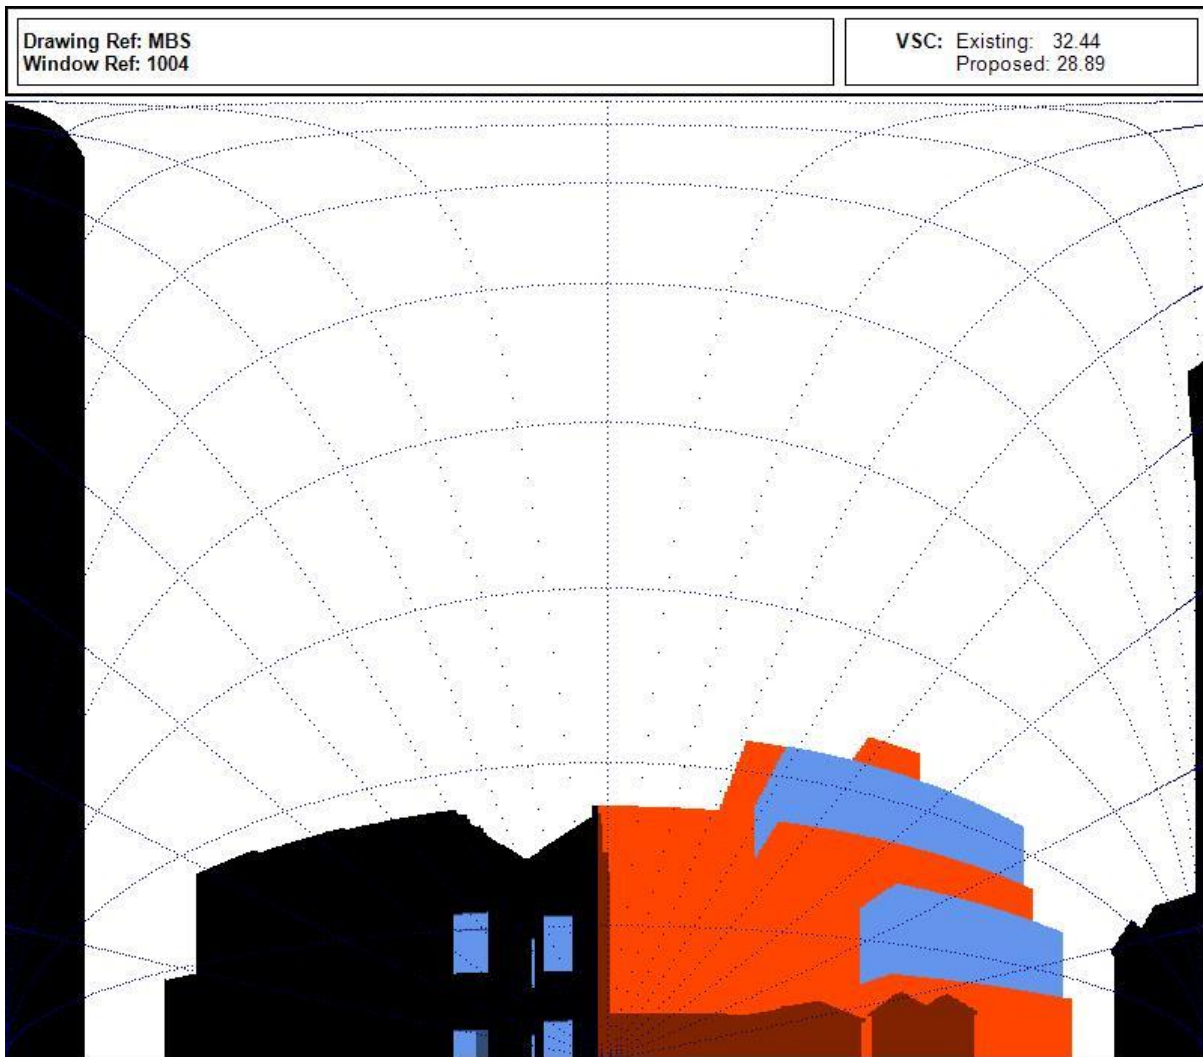 Drawing Ref: MBS
Window Ref: 1004
VSC: Existing: 32.44
Proposed: 28.89